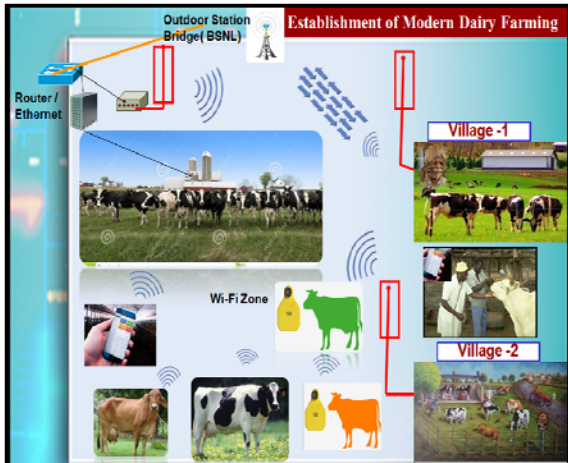 Establishment of Modern Dairy Farming
Outdoor Station
Bridge( BSNL)
Router /
Ethernet
Village -1
Wi-Fi Zone
Village -2